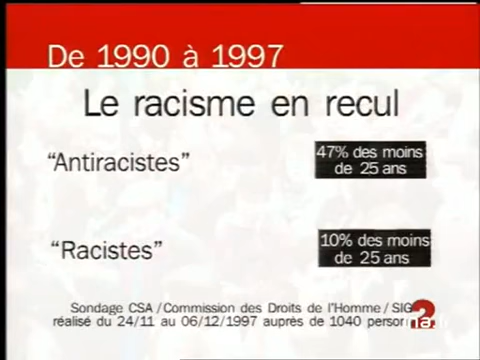 De 1990 à 1997
Le racisme en recul
“Antiracistes”
47% des moins
de 25 ans
“Racistes”
10% des moins
de 25 ans
Sondage CSA / Commission des Droits de l'Homme / SIG
réalisé du 24/11 au 06/12/1997 auprès de 1040
2
ina